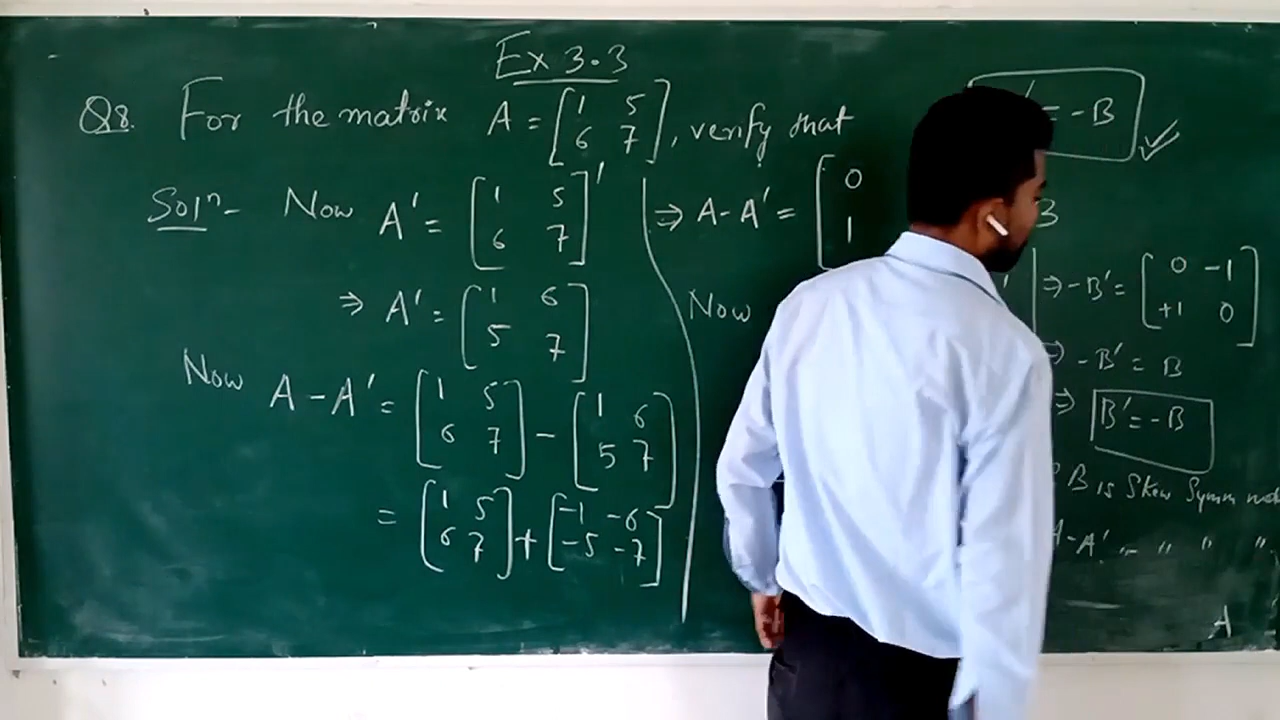 Ex 3.3
Q8. For the matrix A = [1 5
6 7], verify that
Solⁿ- Now A' = [1 5
6 7]'
⇒ A' = [1 6
5 7]
Now A - A' = [1 5
6 7] - [1 6
5 7]
= [1 5
6 7] + [-1 -6
-5 -7]
⇒ A - A' = [0
1
Now
' = -B
3
⇒ -B' = [0 -1
+1 0]
⇒ -B' = B
⇒ B' = -B
B is Skew Symm
A-A' " " "
A